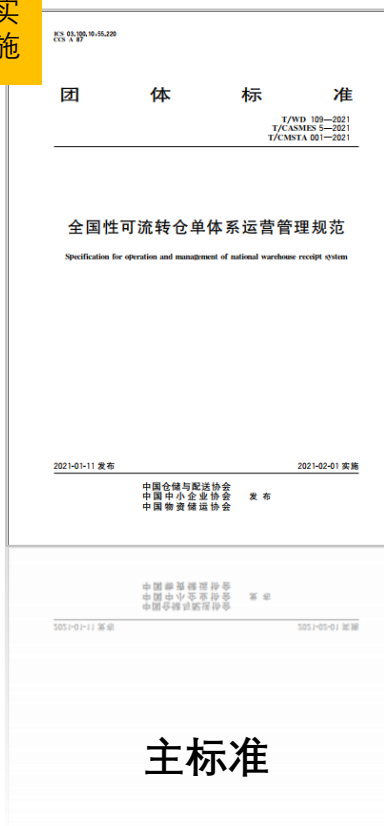 实
施
ICS 03.100.10;55.220
CCS A 87
团 体 标 准
T/WD 109—2021
T/CASMES 5—2021
T/CMSTA 001—2021
全国性可流转仓单体系运营管理规范
Specification for operation and management of national warehouse receipt system
2021-01-11 发布
2021-02-01 实施
中国仓储与配送协会
中国中小企业协会 发布
中国物资储运协会
主标准